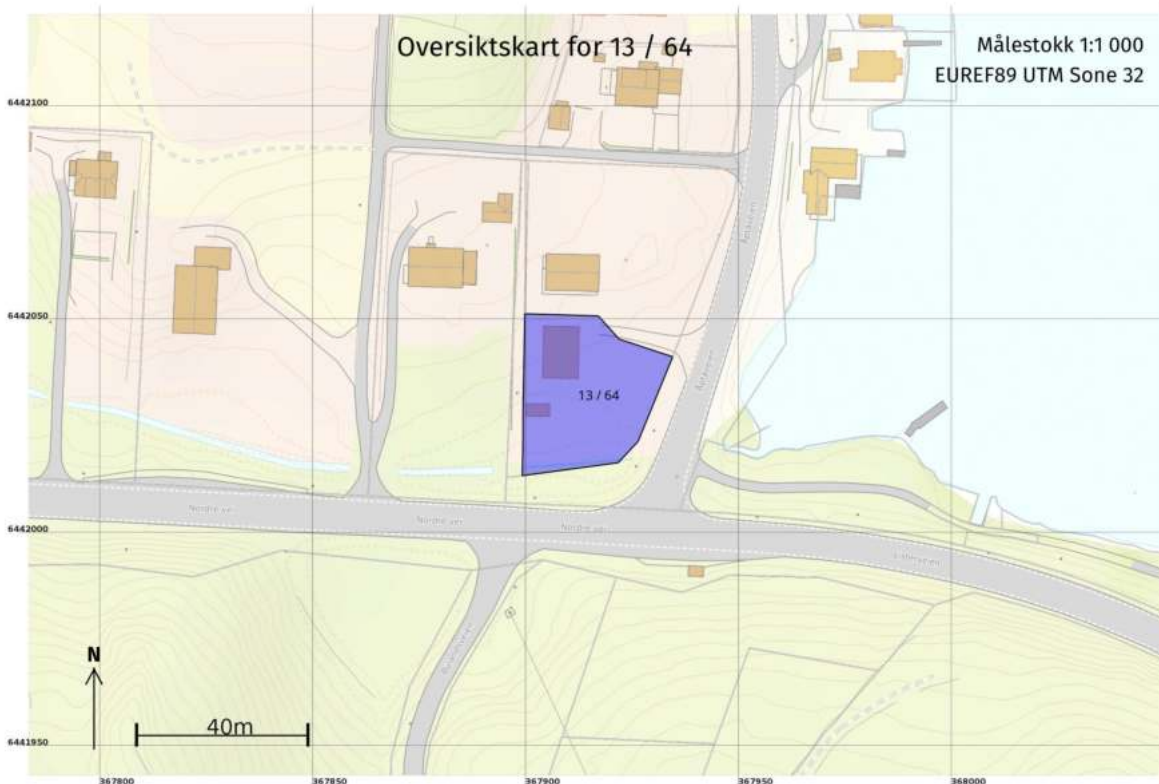 Oversiktskart for 13 / 64
Målestokk 1:1 000
EUREF89 UTM Sone 32
6442100
6442050
13 / 64
6442000
Nordre vei
Nordre vei
Nordre vei
N
40m
6441950
367800
367850
367900
367950
368000